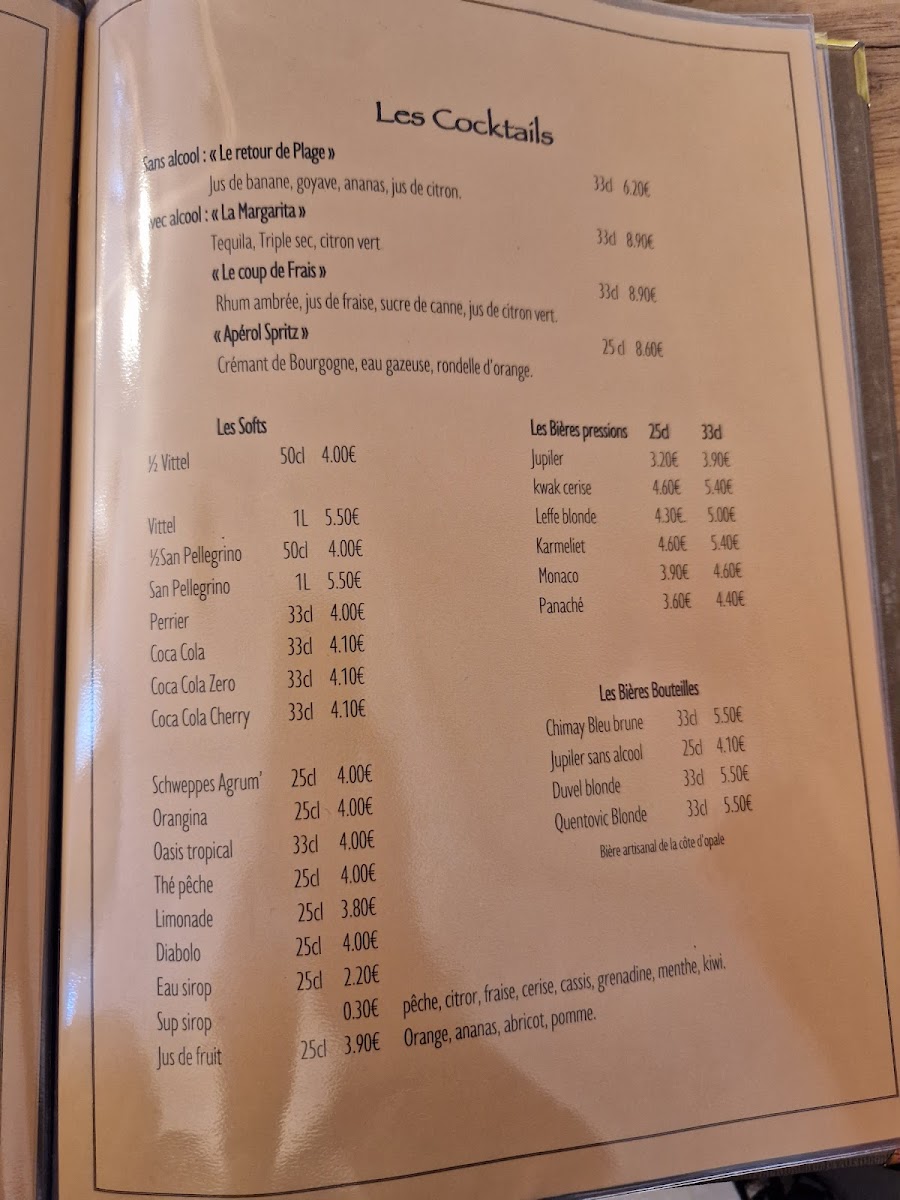 Les Cocktails
Sans alcool : « Le retour de Plage »
Jus de banane, goyave, ananas, jus de citron. 33cl 6.20€
Avec alcool : « La Margarita »
Tequila, Triple sec, citron vert 33cl 8.90€
« Le coup de Frais »
Rhum ambrée, jus de fraise, sucre de canne, jus de citron vert. 33cl 8.90€
« Apérol Spritz »
Crémant de Bourgogne, eau gazeuse, rondelle d'orange. 25cl 8.60€
Les Softs
½ Vittel 50cl 4.00€
Vittel 1L 5.50€
½San Pellegrino 50cl 4.00€
San Pellegrino 1L 5.50€
Perrier 33cl 4.00€
Coca Cola 33cl 4.10€
Coca Cola Zero 33cl 4.10€
Coca Cola Cherry 33cl 4.10€
Schweppes Agrum' 25cl 4.00€
Orangina 25cl 4.00€
Oasis tropical 33cl 4.00€
Thé pêche 25cl 4.00€
Limonade 25cl 3.80€
Diabolo 25cl 4.00€
Eau sirop 25cl 2.20€
Sup sirop 0.30€ pêche, citror, fraise, cerise, cassis, grenadine, menthe, kiwi.
Jus de fruit 25cl 3.90€ Orange, ananas, abricot, pomme.
Les Bières pressions 25cl 33cl
Jupiler 3.20€ 3.90€
kwak cerise 4.60€ 5.40€
Leffe blonde 4.30€ 5.00€
Karmeliet 4.60€ 5.40€
Monaco 3.90€ 4.60€
Panaché 3.60€ 4.40€
Les Bières Bouteilles
Chimay Bleu brune 33cl 5.50€
Jupiler sans alcool 25cl 4.10€
Duvel blonde 33cl 5.50€
Quentovic Blonde 33cl 5.50€
Bière artisanal de la côte d'opale